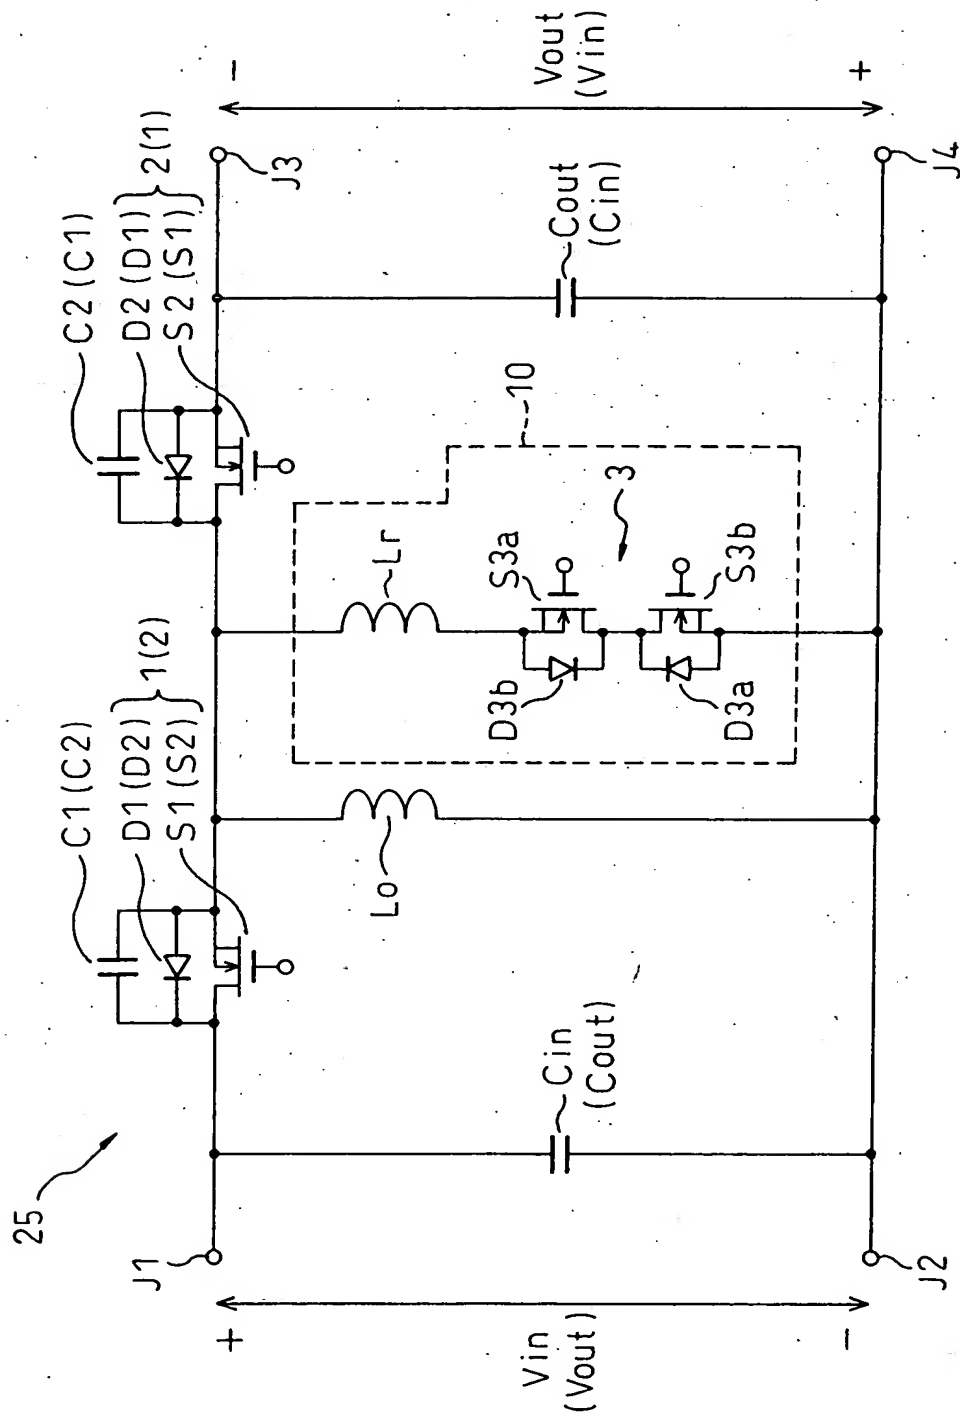 25
C1(C2)
D1(D2)
S1(S2)
1(2)
C2(C1)
D2(D1)
S2(S1)
2(1)
J1
J3
+
-
Vin
(Vout)
Cin
(Cout)
Lo
Lr
10
3
S3a
D3b
S3b
D3a
Cout
(Cin)
Vout
(Vin)
-
+
J2
J4